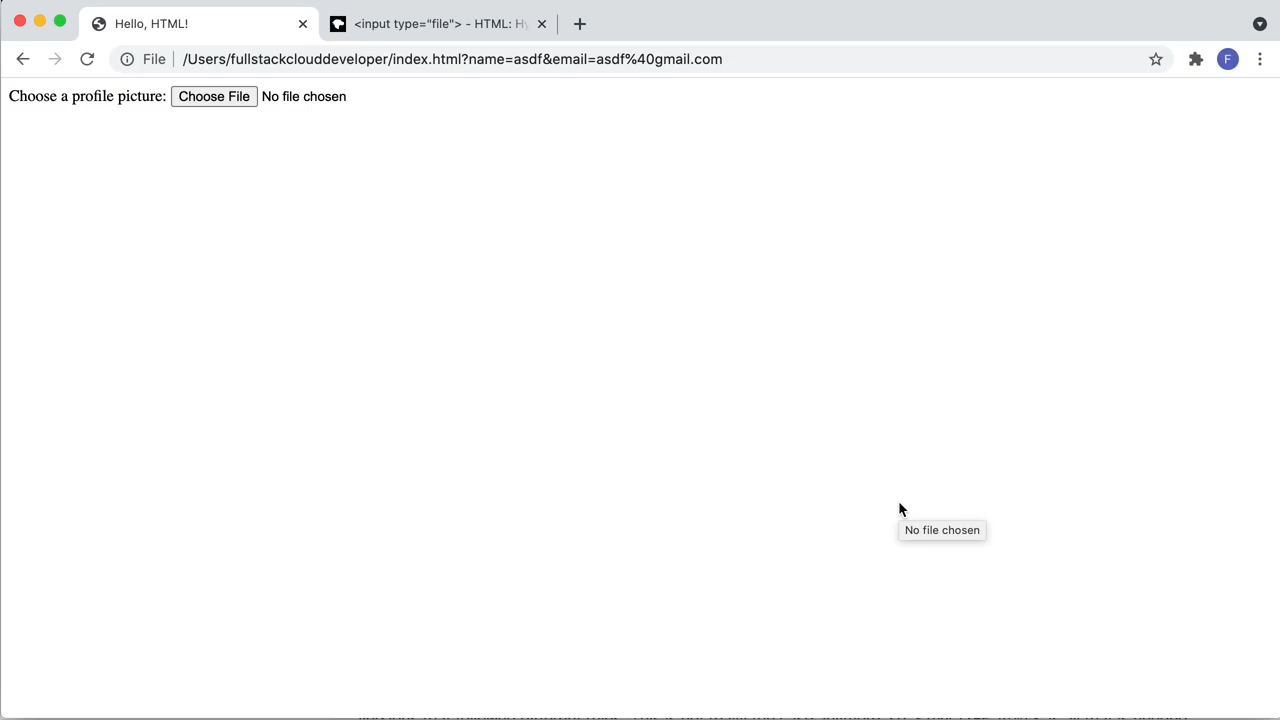 Hello, HTML!
<input type="file"> - HTML: Hy
File
/Users/fullstackclouddeveloper/index.html?name=asdf&email=asdf%40gmail.com
F
Choose a profile picture: Choose File No file chosen
No file chosen